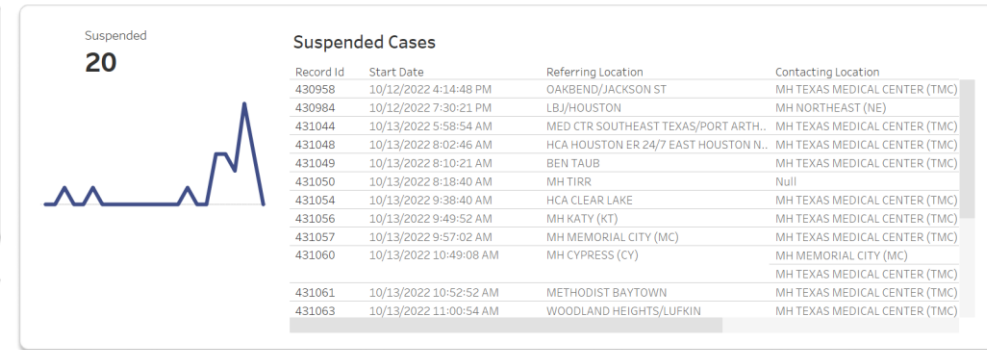 Suspended
20
Suspended Cases
Record Id Start Date Referring Location Contacting Location
430958 10/12/2022 4:14:48 PM OAKBEND/JACKSON ST MH TEXAS MEDICAL CENTER (TMC)
430984 10/12/2022 7:30:21 PM LBJ/HOUSTON MH NORTHEAST (NE)
431044 10/13/2022 5:58:54 AM MED CTR SOUTHEAST TEXAS/PORT ARTH.. MH TEXAS MEDICAL CENTER (TMC)
431048 10/13/2022 8:02:46 AM HCA HOUSTON ER 24/7 EAST HOUSTON N.. MH TEXAS MEDICAL CENTER (TMC)
431049 10/13/2022 8:10:21 AM BEN TAUB MH TEXAS MEDICAL CENTER (TMC)
431050 10/13/2022 8:18:40 AM MH TIRR Null
431054 10/13/2022 9:38:40 AM HCA CLEAR LAKE MH TEXAS MEDICAL CENTER (TMC)
431056 10/13/2022 9:49:52 AM MH KATY (KT) MH TEXAS MEDICAL CENTER (TMC)
431057 10/13/2022 9:57:02 AM MH MEMORIAL CITY (MC) MH TEXAS MEDICAL CENTER (TMC)
431060 10/13/2022 10:49:08 AM MH CYPRESS (CY) MH MEMORIAL CITY (MC)
MH TEXAS MEDICAL CENTER (TMC)
431061 10/13/2022 10:52:52 AM METHODIST BAYTOWN MH TEXAS MEDICAL CENTER (TMC)
431063 10/13/2022 11:00:54 AM WOODLAND HEIGHTS/LUFKIN MH TEXAS MEDICAL CENTER (TMC)